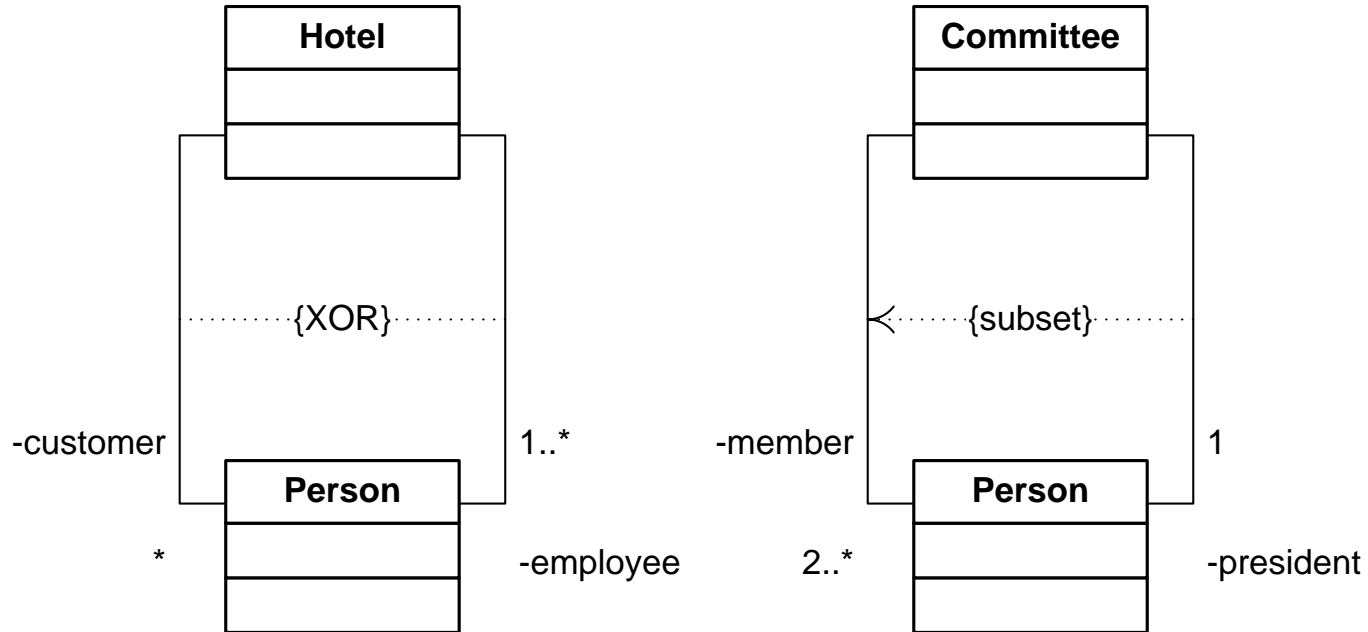 Hotel
Committee
{XOR}
{subset}
-customer
1..*
-member
1
Person
Person
*
-employee
2..*
-president